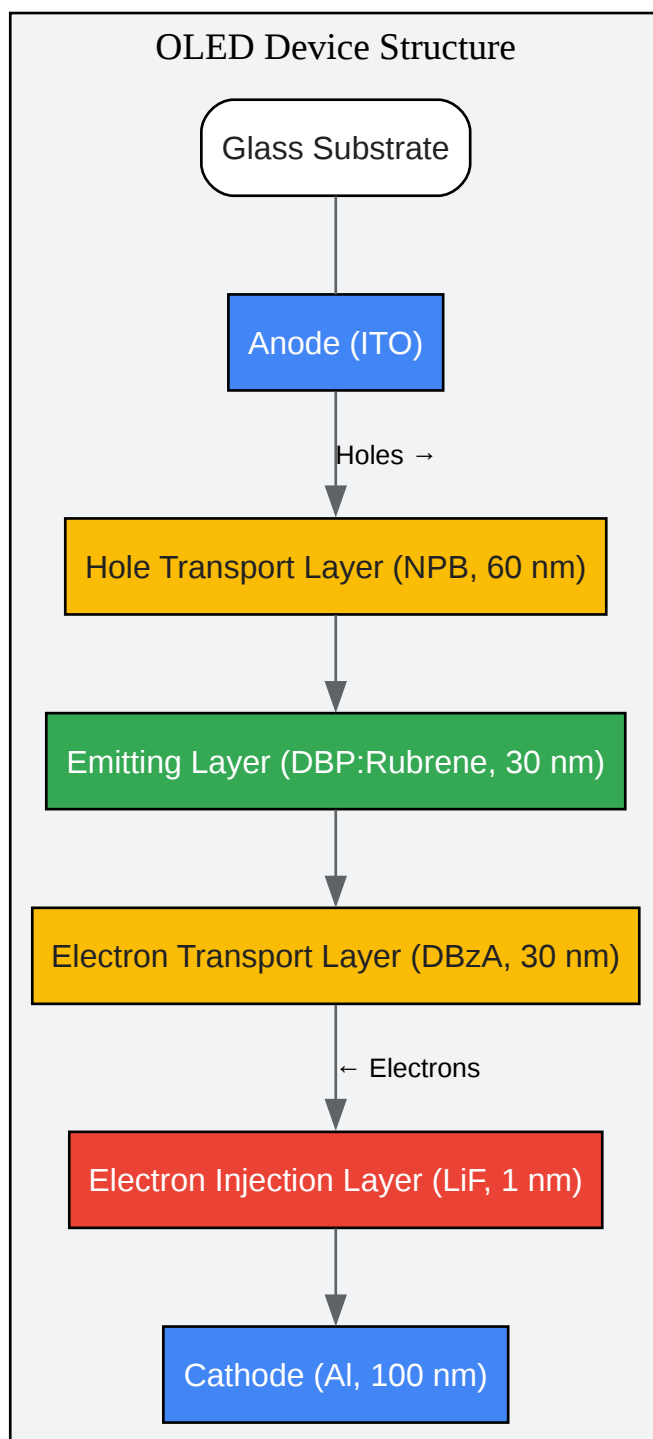 OLED Device Structure
Glass Substrate
Anode (ITO)
Holes →
Hole Transport Layer (NPB, 60 nm)
Emitting Layer (DBP:Rubrene, 30 nm)
Electron Transport Layer (DBzA, 30 nm)
← Electrons
Electron Injection Layer (LiF, 1 nm)
Cathode (Al, 100 nm)